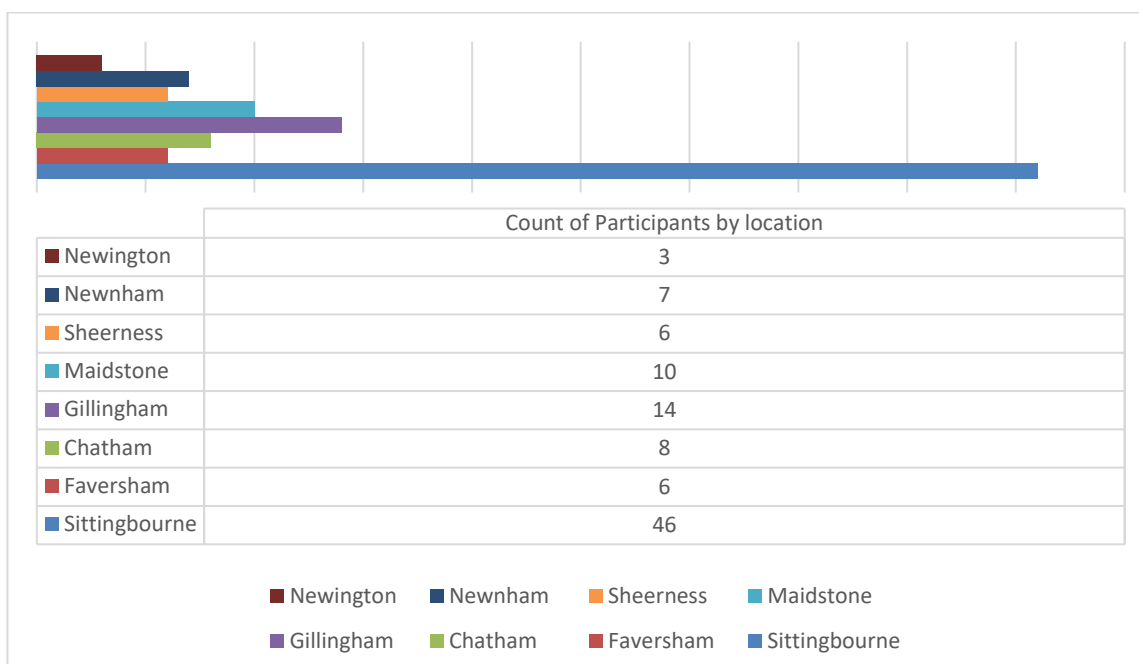 Count of Participants by location
Newington 3
Newnham 7
Sheerness 6
Maidstone 10
Gillingham 14
Chatham 8
Faversham 6
Sittingbourne 46
Newington Newnham Sheerness Maidstone
Gillingham Chatham Faversham Sittingbourne